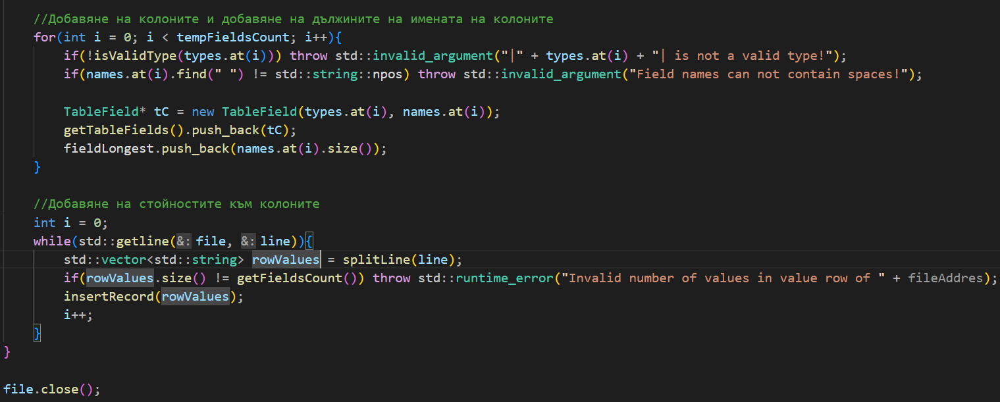 //Добавяне на колоните и добавяне на дължините на имената на колоните
for(int i = 0; i < tempFieldsCount; i++){
if(!isValidType(types.at(i))) throw std::invalid_argument("|" + types.at(i) + "| is not a valid type!");
if(names.at(i).find(" ") != std::string::npos) throw std::invalid_argument("Field names can not contain spaces!");
TableField* tC = new TableField(types.at(i), names.at(i));
getTableFields().push_back(tC);
fieldLongest.push_back(names.at(i).size());
}
//Добавяне на стойностите към колоните
int i = 0;
while(std::getline(&: file, &: line)){
std::vector<std::string> rowValues = splitLine(line);
if(rowValues.size() != getFieldsCount()) throw std::runtime_error("Invalid number of values in value row of " + fileAddres);
insertRecord(rowValues);
i++;
}
}
file.close();